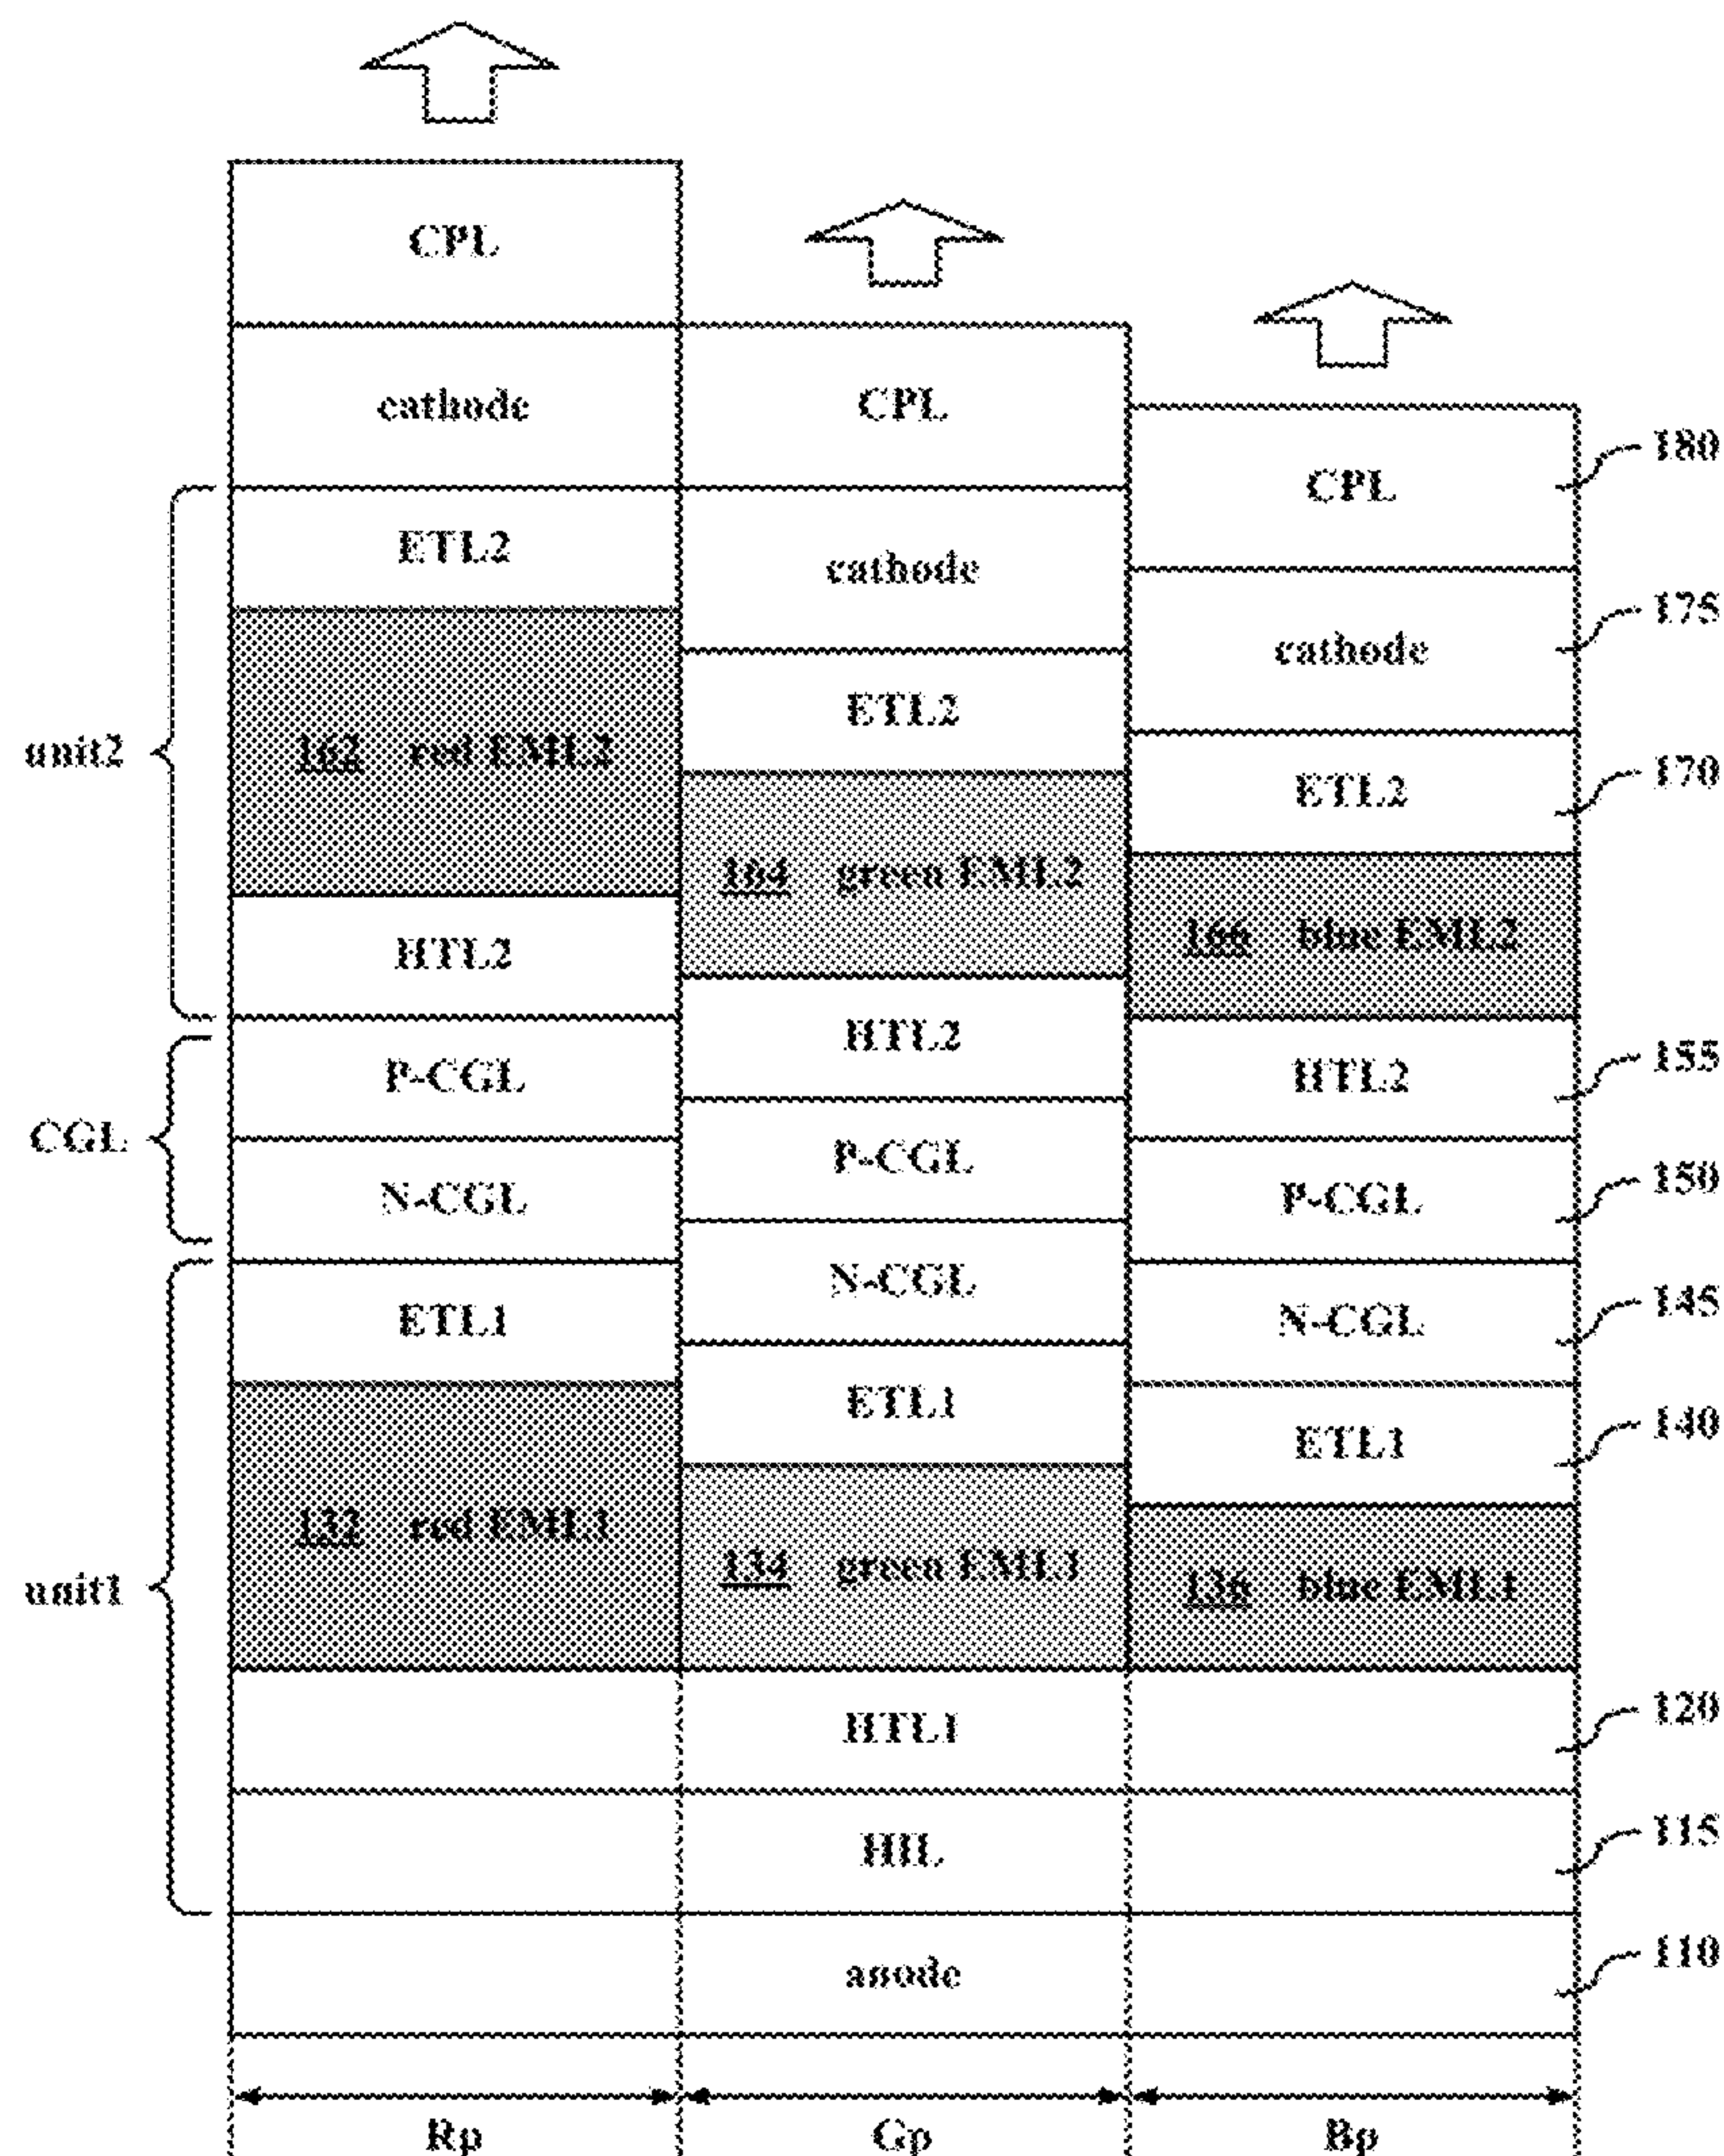 CPL
cathode
CPL
CPL
180
ETL2
cathode
cathode
175
unit2
162 red EML2
ETL2
ETL2
170
164 green EML2
166 blue EML2
HTL2
HTL2
HTL2
155
P-CGL
CGL
P-CGL
P-CGL
150
N-CGL
N-CGL
N-CGL
145
ETL1
ETL1
ETL1
140
132 red EML1
134 green EML1
136 blue EML1
unit1
HTL1
120
HIL
115
anode
110
Rp
Gp
Bp